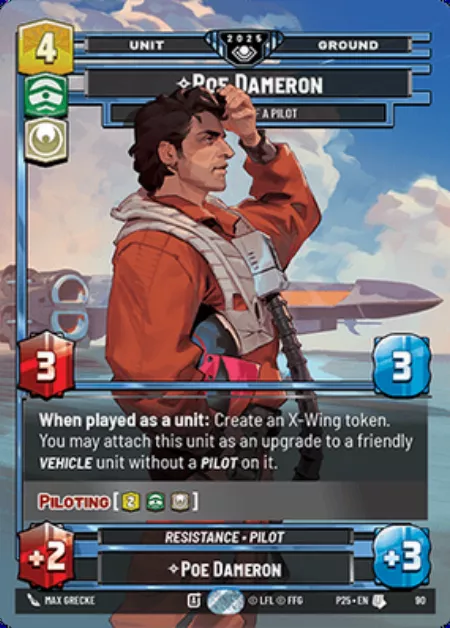 4
UNIT
2025
GROUND
POE DAMERON
A PILOT
3
3
When played as a unit: Create an X-Wing token.
You may attach this unit as an upgrade to a friendly
VEHICLE unit without a PILOT on it.
PILOTING [2]
RESISTANCE • PILOT
+2
POE DAMERON
+3
MAX GRECKE
© LFL © FFG
P25 • EN
90